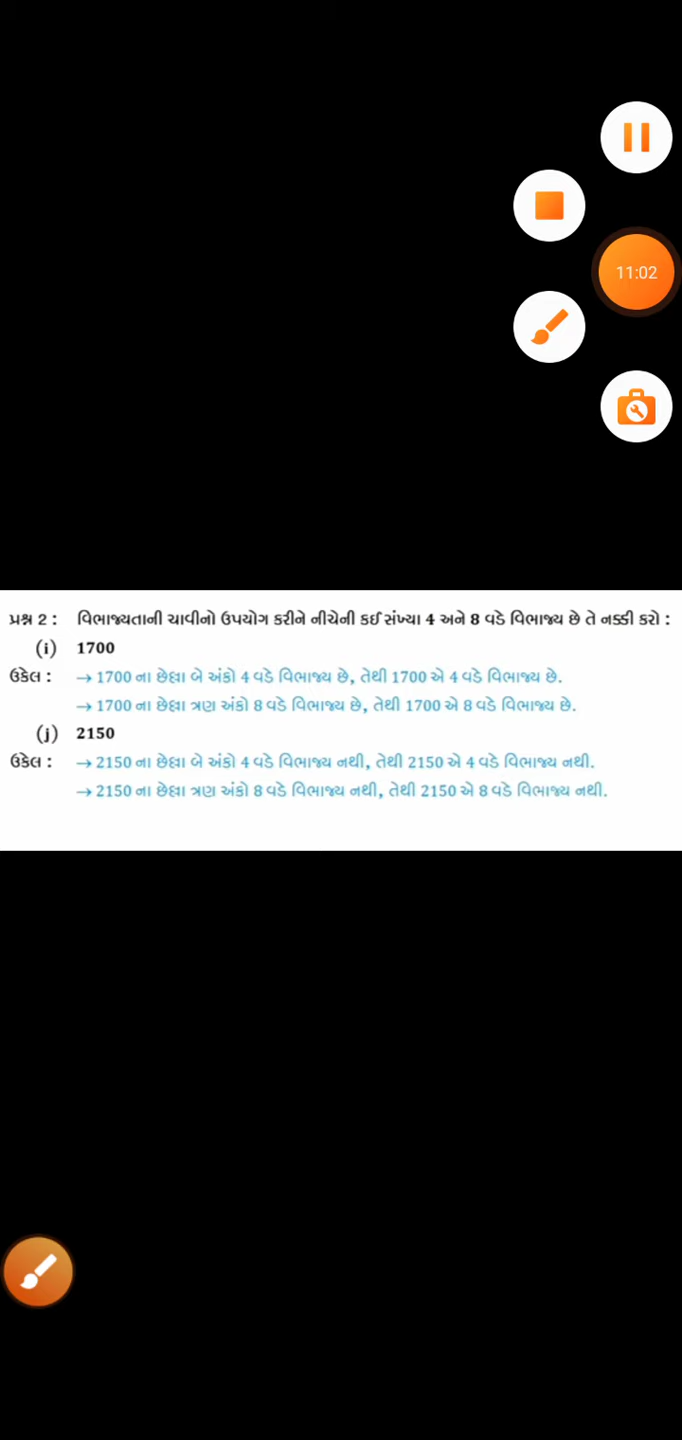 11:02
પ્રશ્ન 2 : વિભાજ્યતાની ચાવીનો ઉપયોગ કરીને નીચેની કઈ સંખ્યા 4 અને 8 વડે વિભાજ્ય છે તે નક્કી કરો :
(i) 1700
ઉકેલ : → 1700 ના છેલ્લા બે અંકો 4 વડે વિભાજ્ય છે, તેથી 1700 એ 4 વડે વિભાજ્ય છે.
→ 1700 ના છેલ્લા ત્રણ અંકો 8 વડે વિભાજ્ય છે, તેથી 1700 એ 8 વડે વિભાજ્ય છે.
(j) 2150
ઉકેલ : → 2150 ના છેલ્લા બે અંકો 4 વડે વિભાજ્ય નથી, તેથી 2150 એ 4 વડે વિભાજ્ય નથી.
→ 2150 ના છેલ્લા ત્રણ અંકો 8 વડે વિભાજ્ય નથી, તેથી 2150 એ 8 વડે વિભાજ્ય નથી.